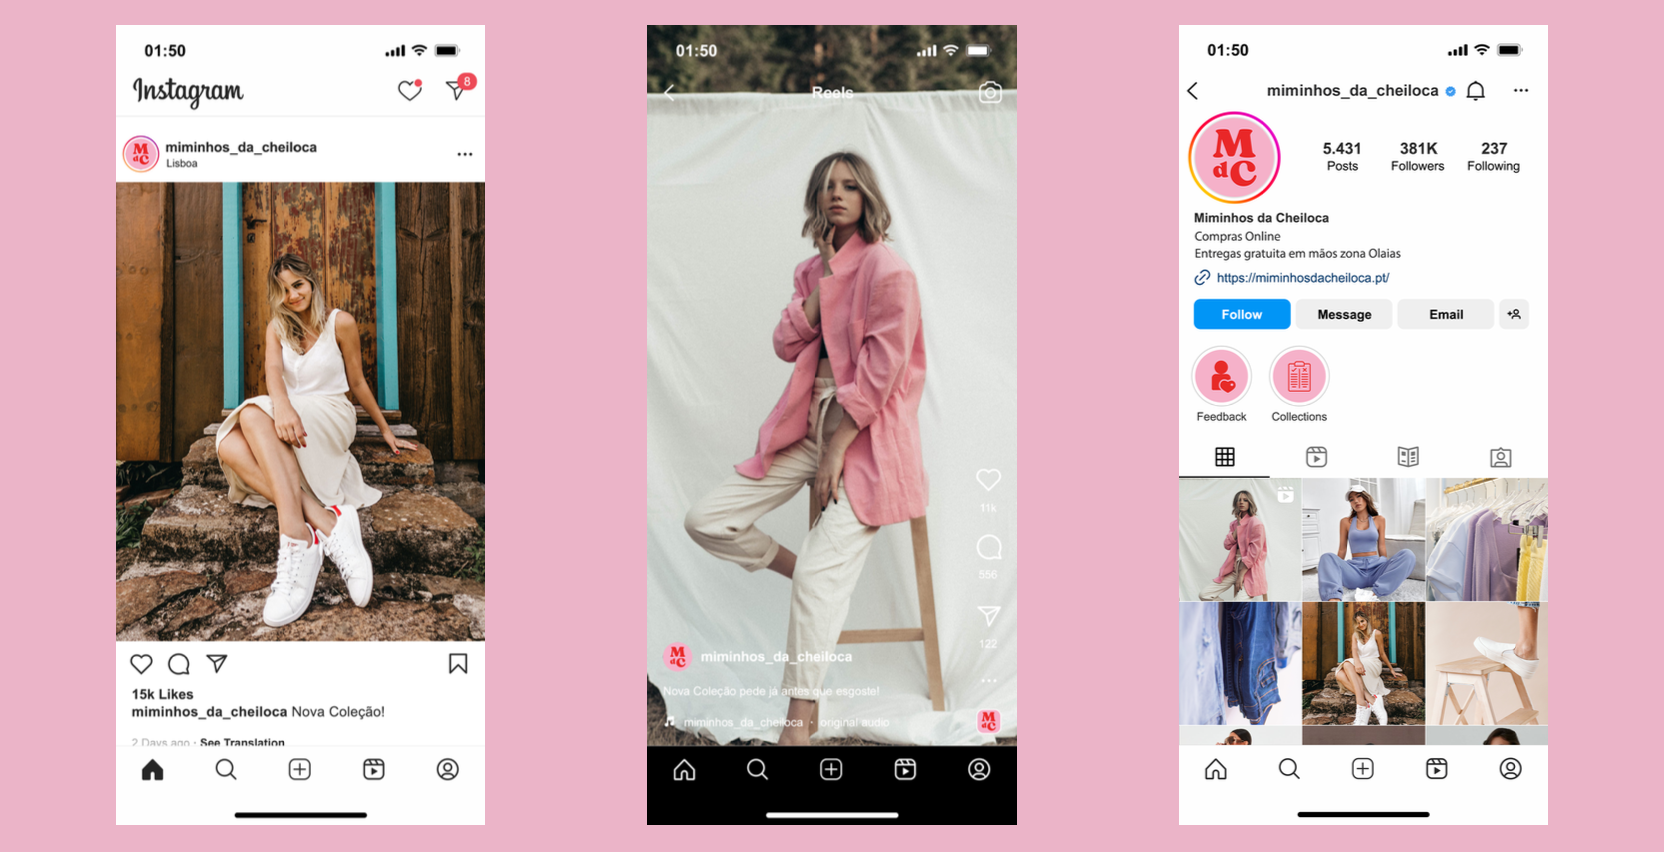 01:50
Instagram
8
M
dC
miminhos_da_cheiloca
Lisboa
15k Likes
miminhos_da_cheiloca Nova Coleção!
2 Days ago · See Translation
01:50
Reels
11k
556
122
M
dC
miminhos_da_cheiloca
Nova Coleção pede já antes que esgoste!
miminhos_da_cheiloca · original audio
M
dC
01:50
miminhos_da_cheiloca
M
dC
5.431 381K 237
Posts Followers Following
Miminhos da Cheiloca
Compras Online
Entregas gratuita em mãos zona Olaias
https://miminhosdacheiloca.pt/
Follow Message Email
Feedback Collections